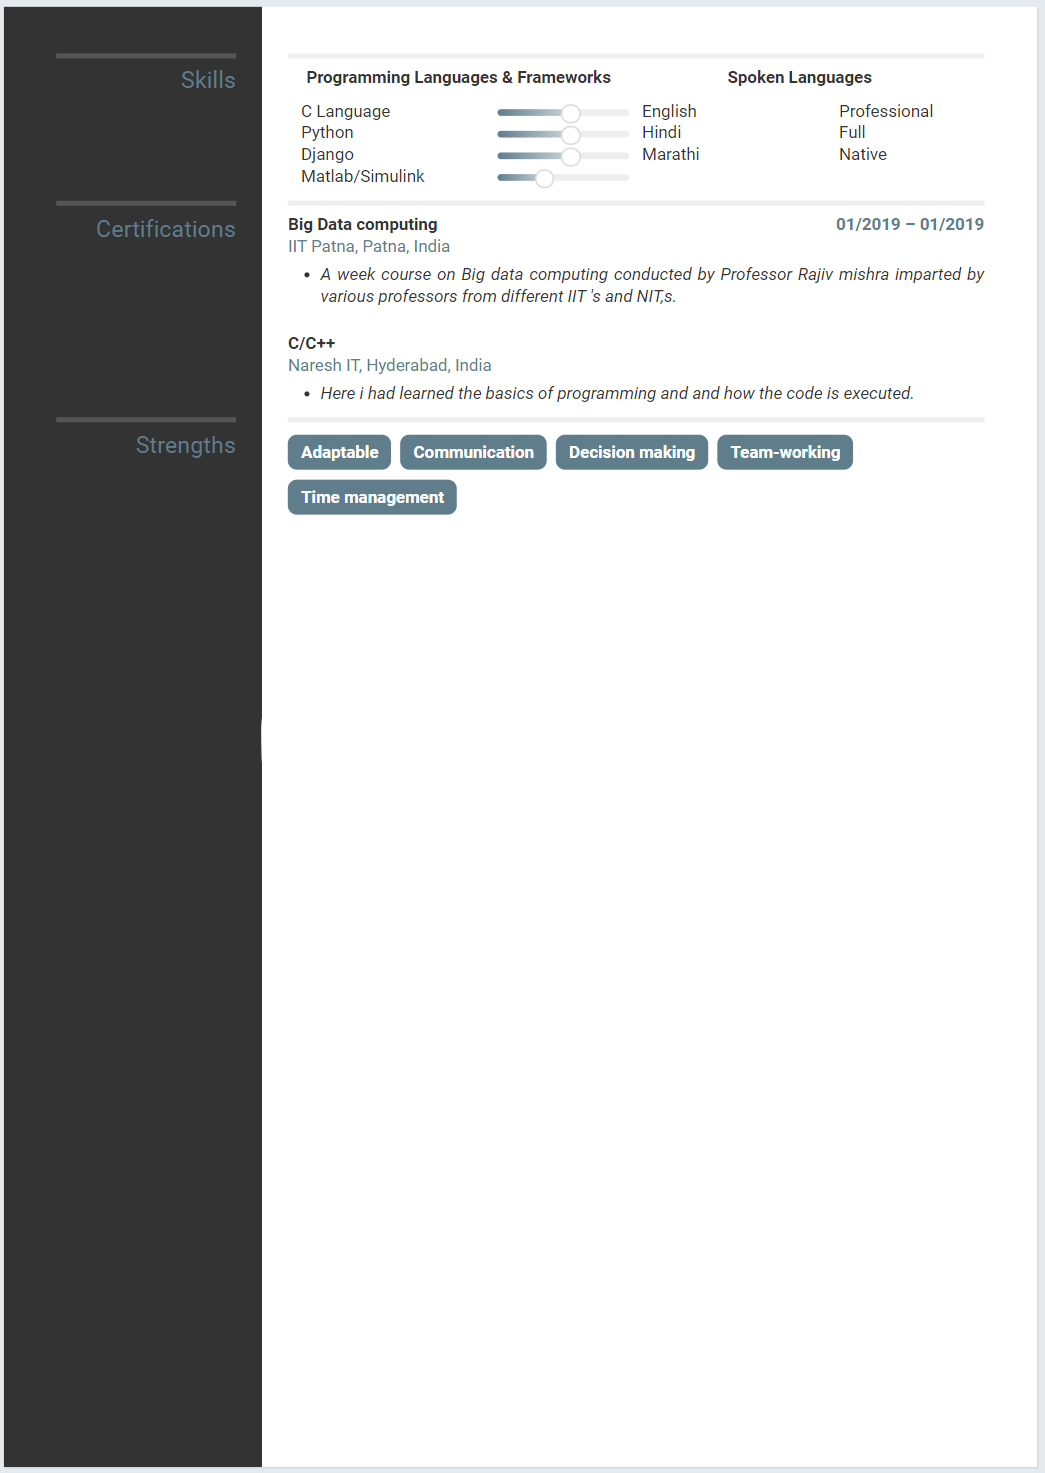 Skills
Programming Languages & Frameworks
Spoken Languages
C Language
English
Professional
Python
Hindi
Full
Django
Marathi
Native
Matlab/Simulink
Certifications
Big Data computing
01/2019 – 01/2019
IIT Patna, Patna, India
• A week course on Big data computing conducted by Professor Rajiv mishra imparted by
various professors from different IIT 's and NIT,s.
C/C++
Naresh IT, Hyderabad, India
• Here i had learned the basics of programming and and how the code is executed.
Strengths
Adaptable
Communication
Decision making
Team-working
Time management